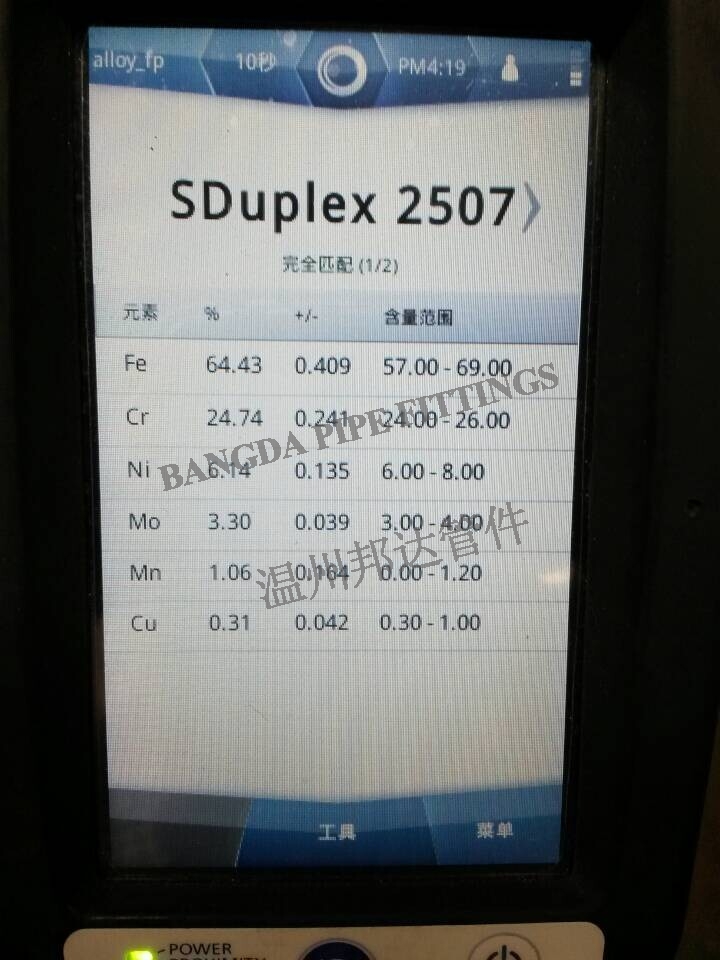 alloy_fp 10秒 PM4:19
SDuplex 2507
完全匹配 (1/2)
元素 % +/- 含量范围
Fe 64.43 0.409 57.00 - 69.00
Cr 24.74 0.241 24.00 - 26.00
Ni 6.14 0.135 6.00 - 8.00
Mo 3.30 0.039 3.00 - 4.00
Mn 1.06 0.164 0.00 - 1.20
Cu 0.31 0.042 0.30 - 1.00
BANGDA PIPE FITTINGS
温州邦达管件
工具 菜单
POWER